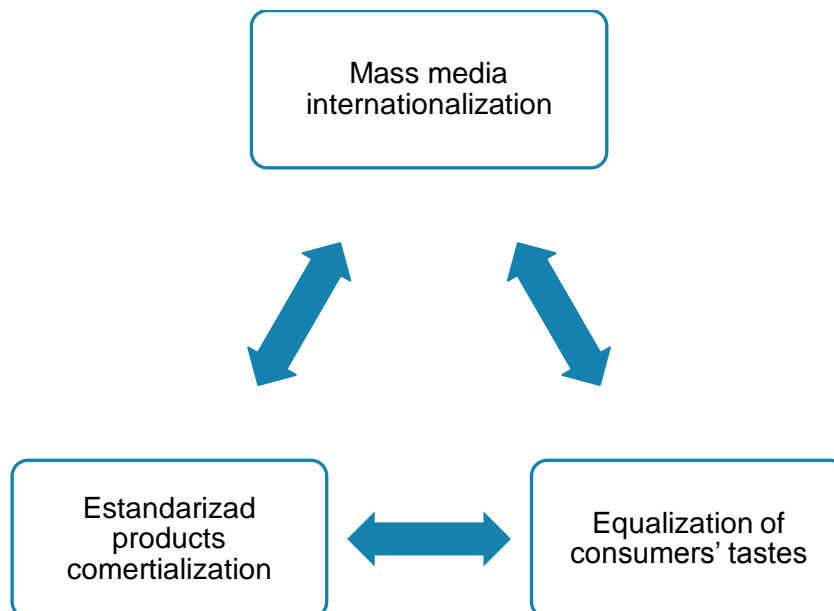 Mass media
internationalization
Estandarizad
products
comertialization
Equalization of
consumers’ tastes